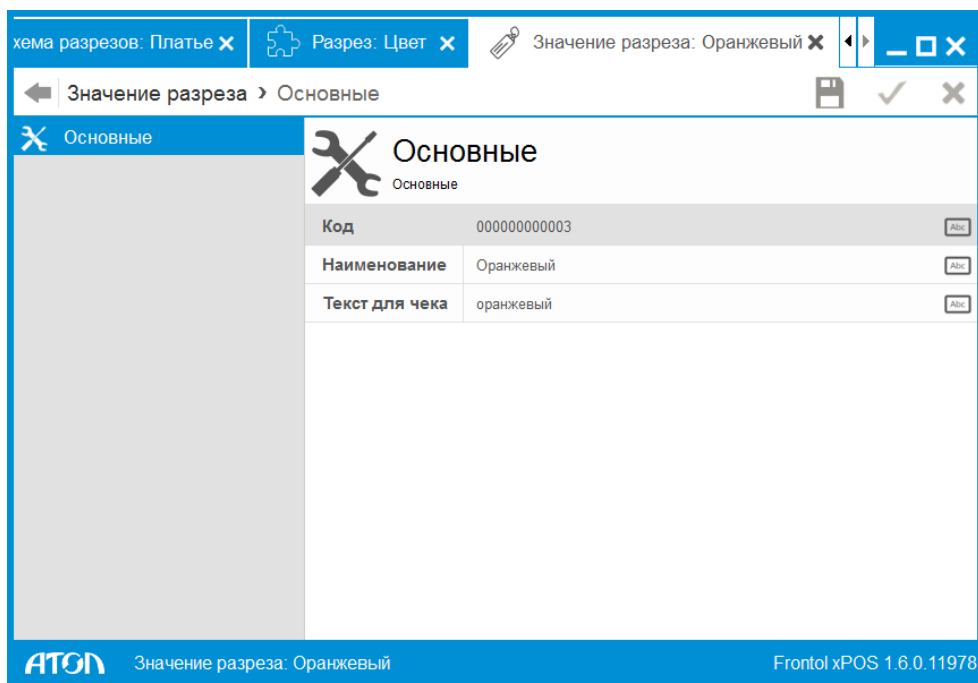 хема разрезов: Платье Разрез: Цвет Значение разреза: Оранжевый
Значение разреза › Основные
Основные
Основные
Основные
Код 000000000003 Abc
Наименование Оранжевый Abc
Текст для чека оранжевый Abc
АТОЛ Значение разреза: Оранжевый Frontol xPOS 1.6.0.11978